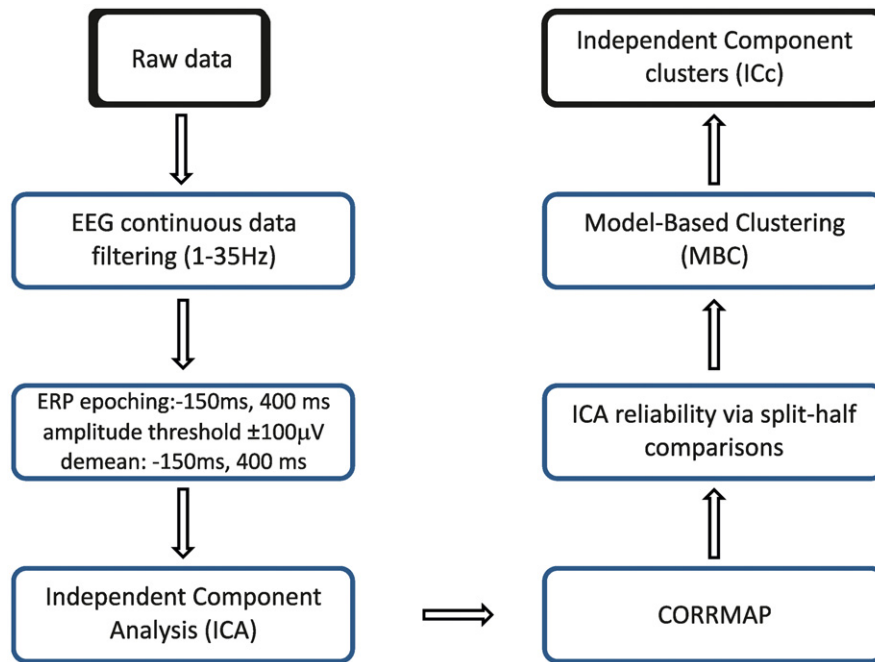 Raw data
EEG continuous data
filtering (1-35Hz)
ERP epoching:-150ms, 400 ms
amplitude threshold ±100µV
demean: -150ms, 400 ms
Independent Component
Analysis (ICA)
CORRMAP
ICA reliability via split-half
comparisons
Model-Based Clustering
(MBC)
Independent Component
clusters (ICc)